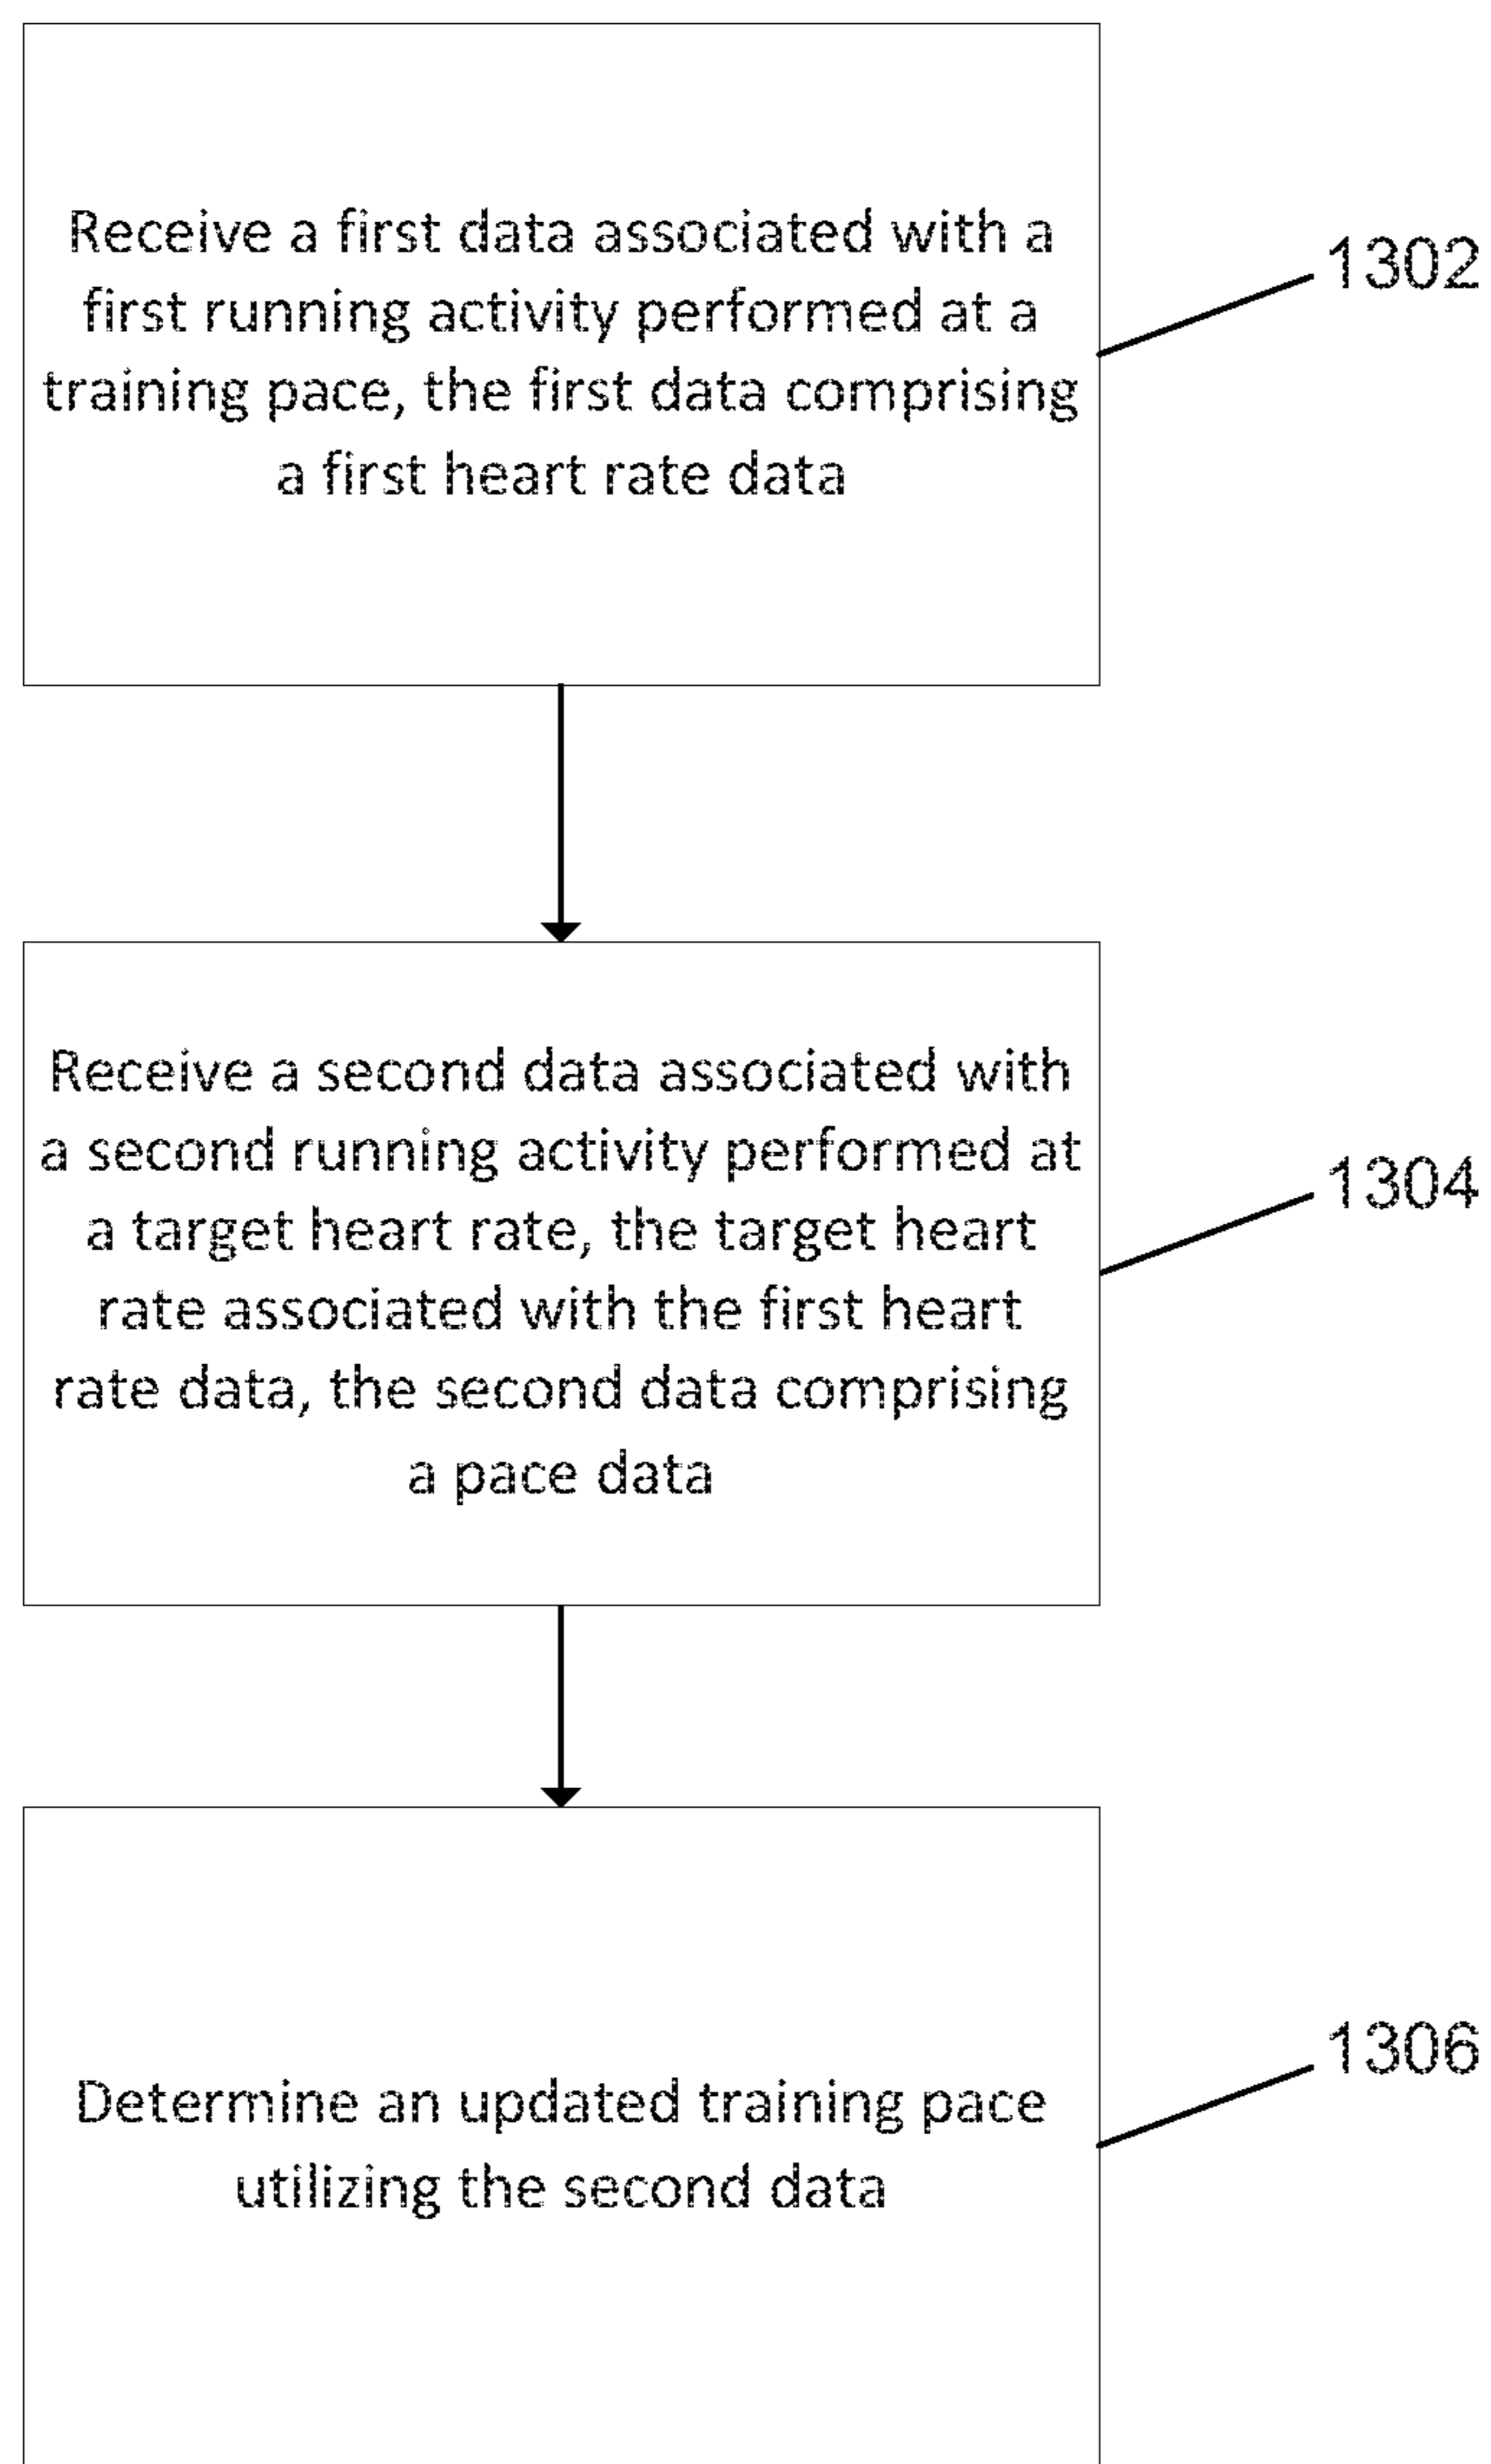 Receive a first data associated with a
first running activity performed at a
training pace, the first data comprising
a first heart rate data
1302
Receive a second data associated with
a second running activity performed at
a target heart rate, the target heart
rate associated with the first heart
rate data, the second data comprising
a pace data
1304
Determine an updated training pace
utilizing the second data
1306